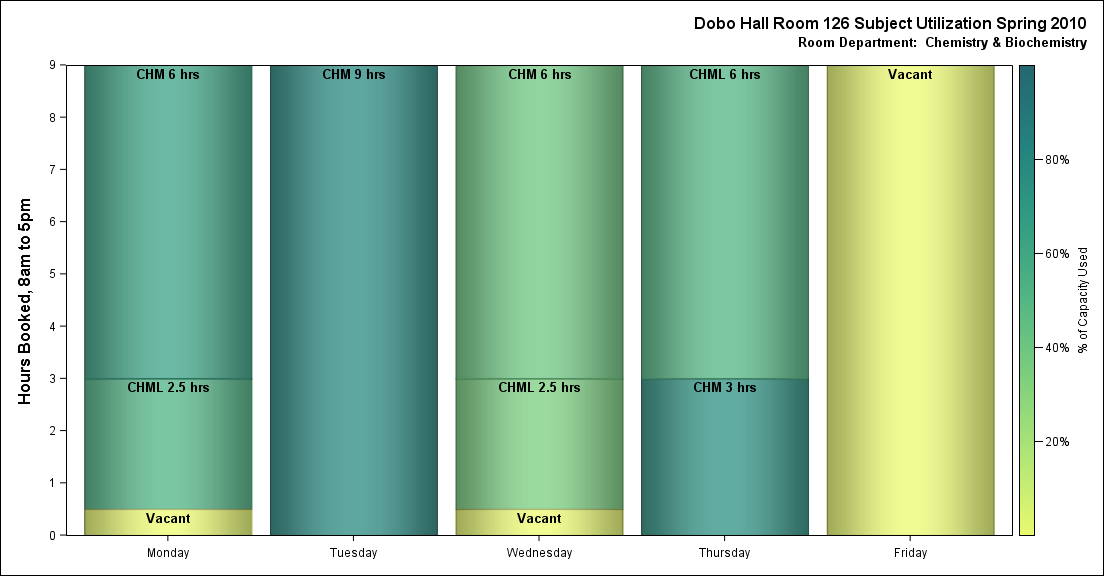 Dobo Hall Room 126 Subject Utilization Spring 2010
Room Department:  Chemistry & Biochemistry
Hours Booked, 8am to 5pm
9
8
7
6
5
4
3
2
1
0
CHM 6 hrs
CHML 2.5 hrs
Vacant
CHM 9 hrs
CHM 6 hrs
CHML 2.5 hrs
Vacant
CHML 6 hrs
CHM 3 hrs
Vacant
Monday
Tuesday
Wednesday
Thursday
Friday
80%
60%
40%
20%
% of Capacity Used